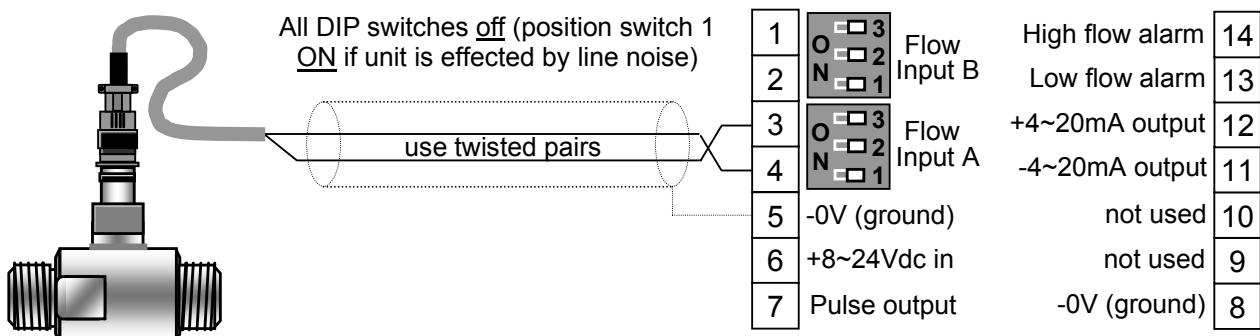 All DIP switches off (position switch 1
ON if unit is effected by line noise)
use twisted pairs
1
2
3
4
5 -0V (ground)
6 +8~24Vdc in
7 Pulse output
ON
3
2
1
Flow
Input B
ON
3
2
1
Flow
Input A
High flow alarm 14
Low flow alarm 13
+4~20mA output 12
-4~20mA output 11
not used 10
not used 9
-0V (ground) 8